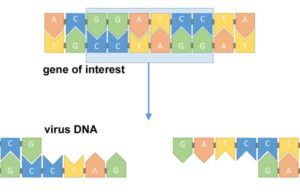 A C G G A T C C T A
T G C C T A G G A T
gene of interest
virus DNA
C G
G C C T A G
G A T C C T
G A